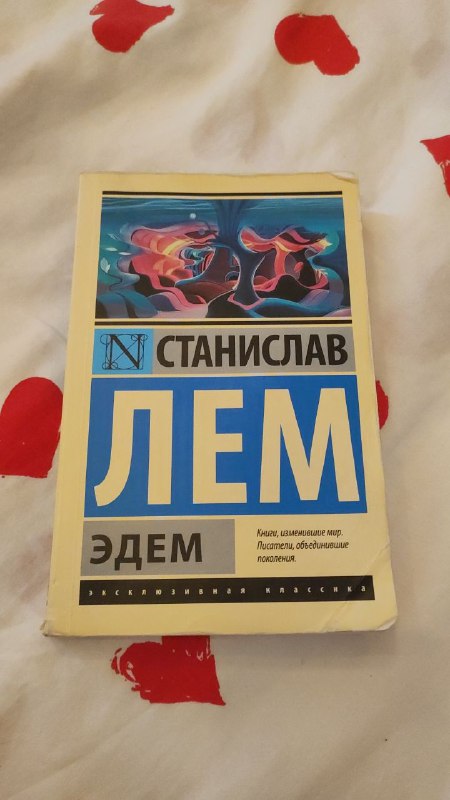 СТАНИСЛАВ
ЛЕМ
ЭДЕМ
Книги, изменившие мир.
Писатели, объединившие
поколения.
эксклюзивная классика